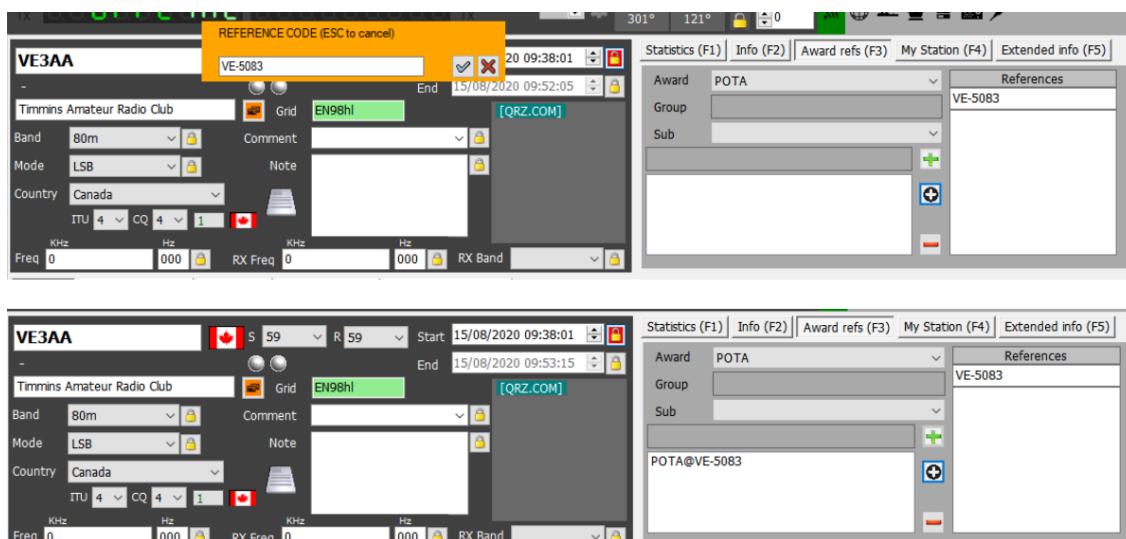 TX RX 301° 121° 0
REFERENCE CODE (ESC to cancel)
VE-5083
VE3AA 20 09:38:01
- End 15/08/2020 09:52:05
Timmins Amateur Radio Club Grid EN98hl [QRZ.COM]
Band 80m Comment
Mode LSB Note
Country Canada
ITU 4 CQ 4 1
KHz Hz KHz Hz
Freq 0 000 RX Freq 0 000 RX Band
Statistics (F1) Info (F2) Award refs (F3) My Station (F4) Extended info (F5)
Award POTA References
VE-5083
Group
Sub
VE3AA S 59 R 59 Start 15/08/2020 09:38:01
- End 15/08/2020 09:53:15
Timmins Amateur Radio Club Grid EN98hl [QRZ.COM]
Band 80m Comment
Mode LSB Note
Country Canada
ITU 4 CQ 4 1
KHz Hz KHz Hz
Freq 0 000 RX Freq 0 000 RX Band
Statistics (F1) Info (F2) Award refs (F3) My Station (F4) Extended info (F5)
Award POTA References
VE-5083
Group
Sub
POTA@VE-5083